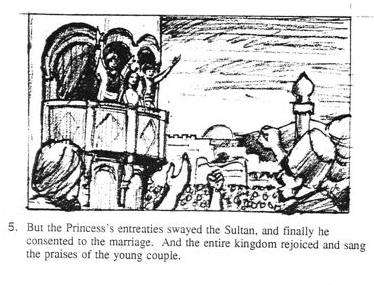 5. But the Princess's entreaties swayed the Sultan, and finally he
consented to the marriage. And the entire kingdom rejoiced and sang
the praises of the young couple.